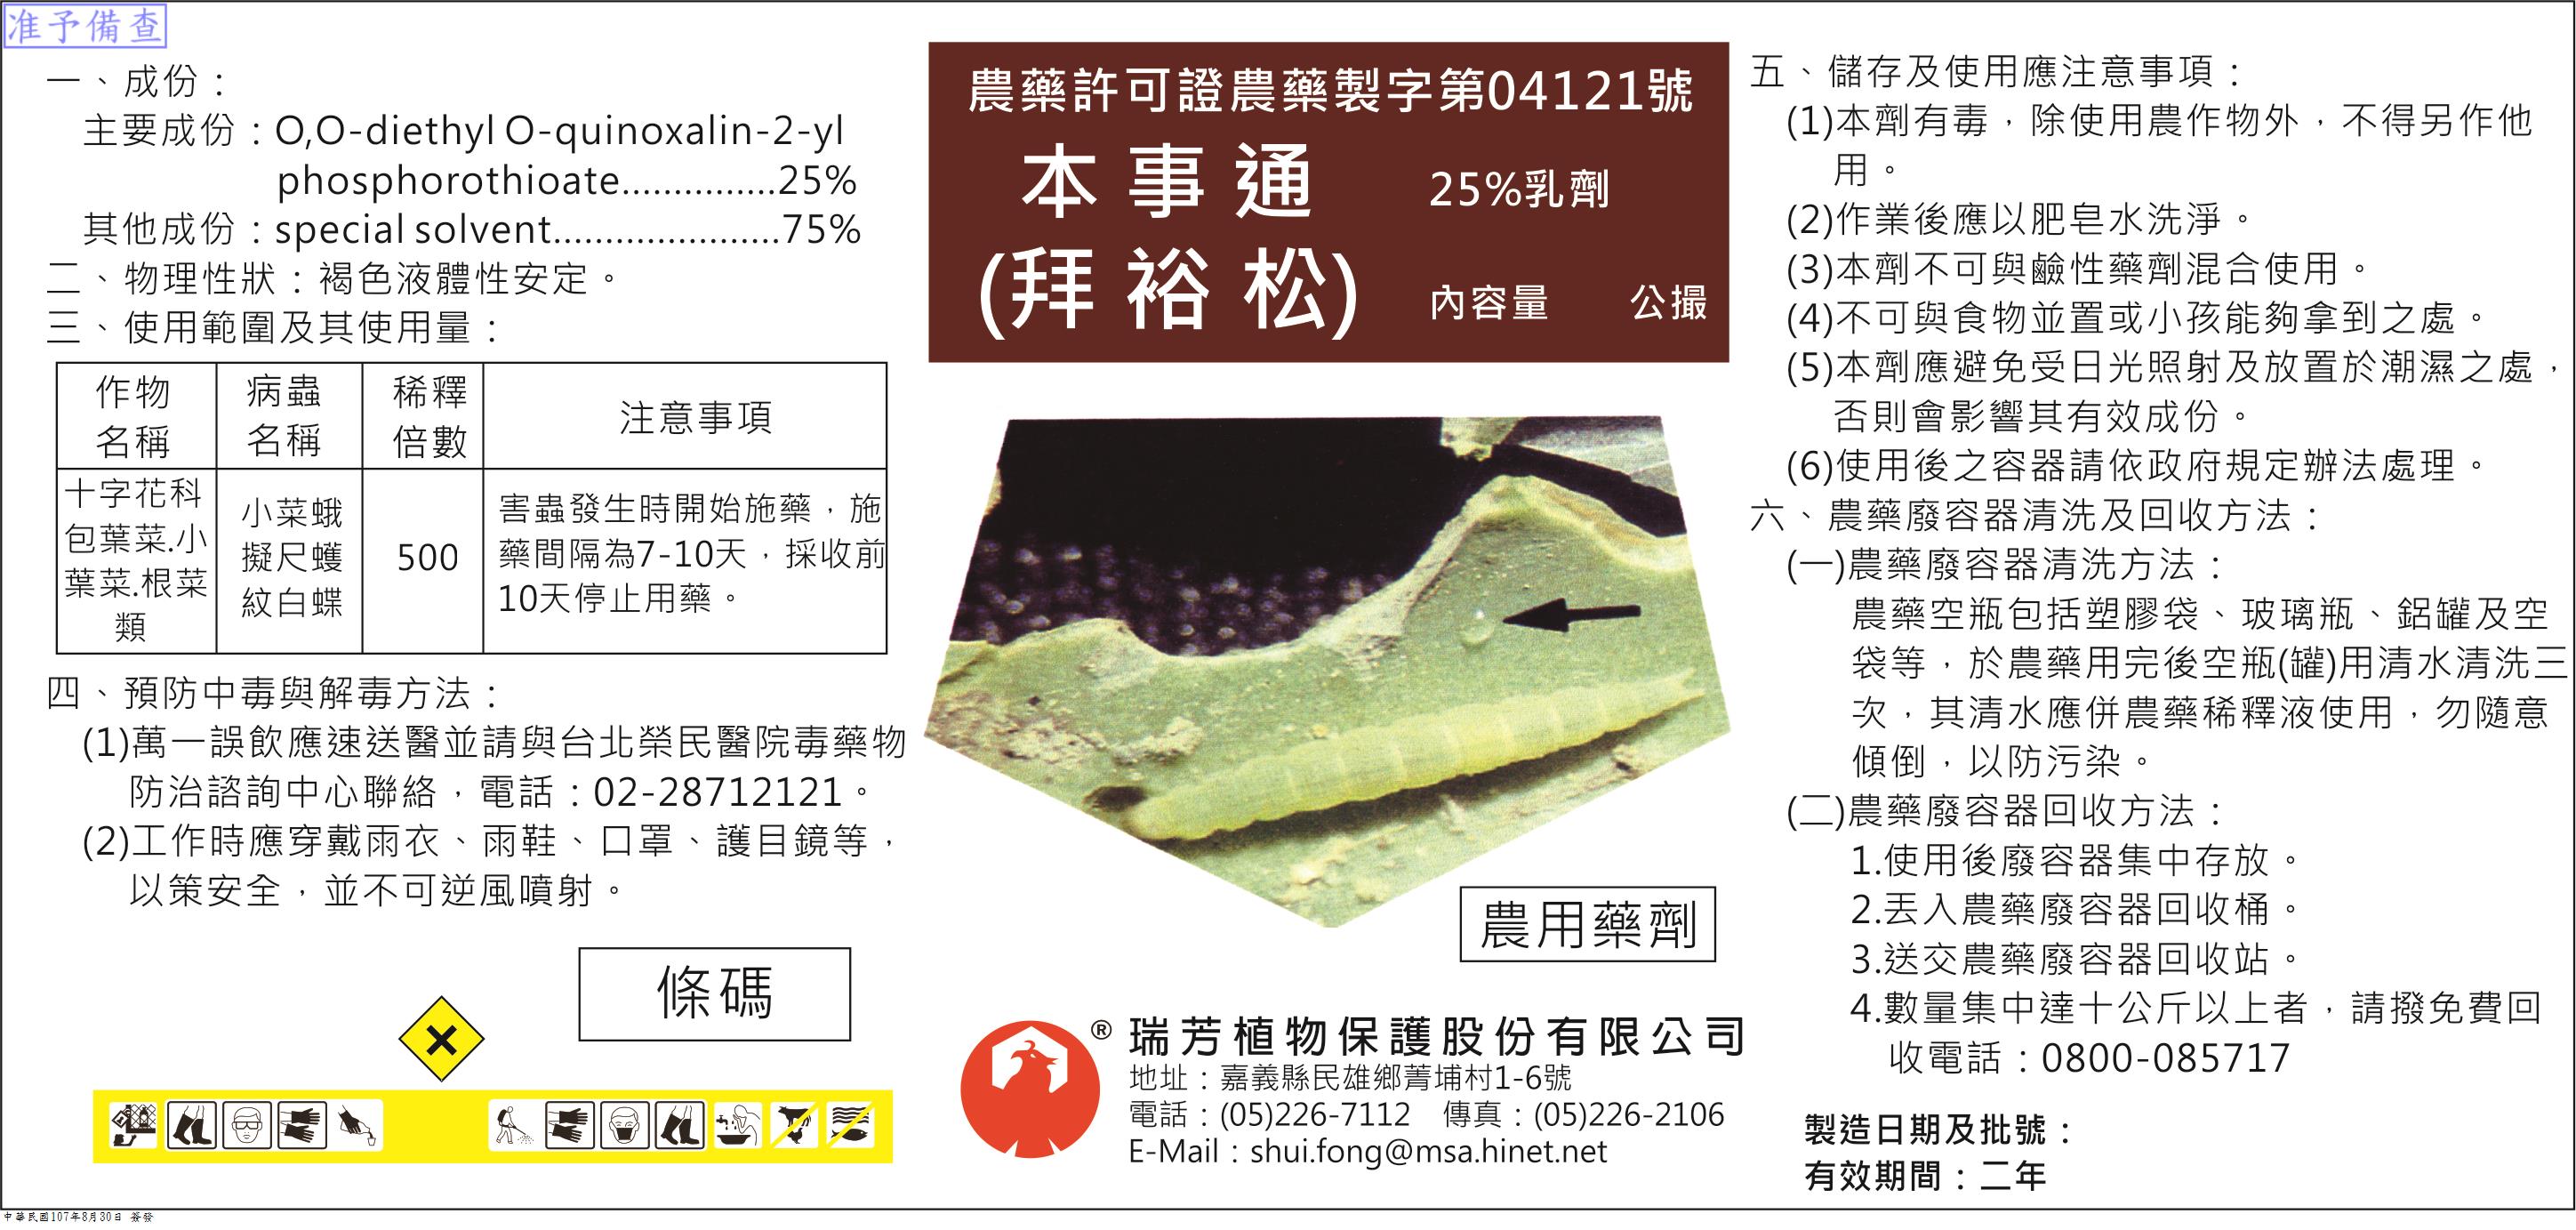 准予備查
一、成份：
主要成份：O,O-diethyl O-quinoxalin-2-yl
phosphorothioate...............25%
其他成份：special solvent......................75%
二、物理性狀：褐色液體性安定。
三、使用範圍及其使用量：
作物名稱
病蟲名稱
稀釋倍數
注意事項
十字花科
包葉菜.小
葉菜.根菜
類
小菜蛾
擬尺蠖
紋白蝶
500
害蟲發生時開始施藥，施
藥間隔為7-10天，採收前
10天停止用藥。
四、預防中毒與解毒方法：
(1)萬一誤飲應速送醫並請與台北榮民醫院毒藥物
防治諮詢中心聯絡，電話：02-28712121。
(2)工作時應穿戴雨衣、雨鞋、口罩、護目鏡等，
以策安全，並不可逆風噴射。
條碼
農藥許可證農藥製字第04121號
本事通 25%乳劑
(拜裕松) 內容量 公撮
農用藥劑
® 瑞芳植物保護股份有限公司
地址：嘉義縣民雄鄉菁埔村1-6號
電話：(05)226-7112 傳真：(05)226-2106
E-Mail：shui.fong@msa.hinet.net
五、儲存及使用應注意事項：
(1)本劑有毒，除使用農作物外，不得另作他
用。
(2)作業後應以肥皂水洗淨。
(3)本劑不可與鹼性藥劑混合使用。
(4)不可與食物並置或小孩能夠拿到之處。
(5)本劑應避免受日光照射及放置於潮濕之處，
否則會影響其有效成份。
(6)使用後之容器請依政府規定辦法處理。
六、農藥廢容器清洗及回收方法：
(一)農藥廢容器清洗方法：
農藥空瓶包括塑膠袋、玻璃瓶、鋁罐及空
袋等，於農藥用完後空瓶(罐)用清水清洗三
次，其清水應併農藥稀釋液使用，勿隨意
傾倒，以防污染。
(二)農藥廢容器回收方法：
1.使用後廢容器集中存放。
2.丟入農藥廢容器回收桶。
3.送交農藥廢容器回收站。
4.數量集中達十公斤以上者，請撥免費回
收電話：0800-085717
製造日期及批號：
有效期間：二年
中華民國107年8月30日 簽發